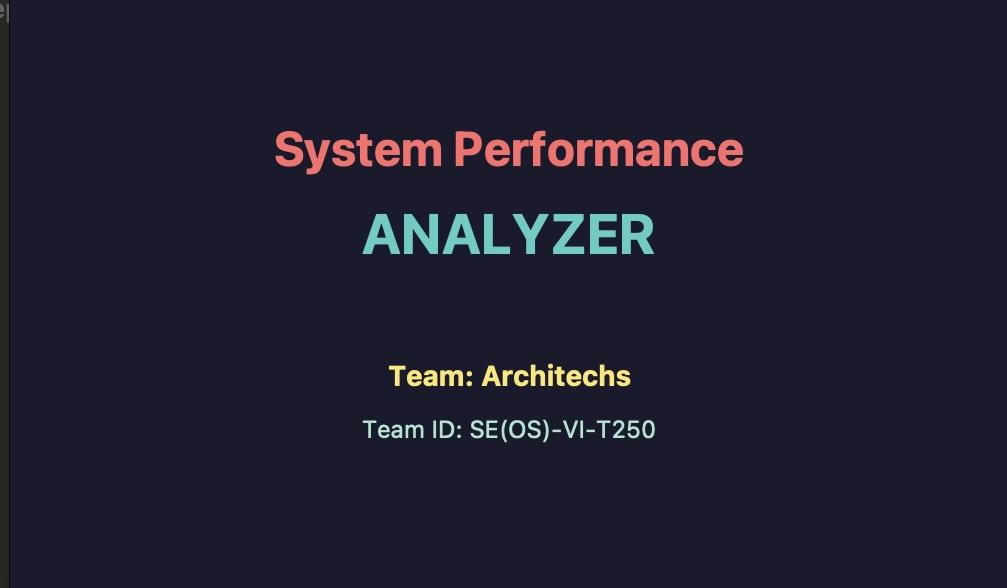 System Performance
ANALYZER
Team: Architechs
Team ID: SE(OS)-VI-T250